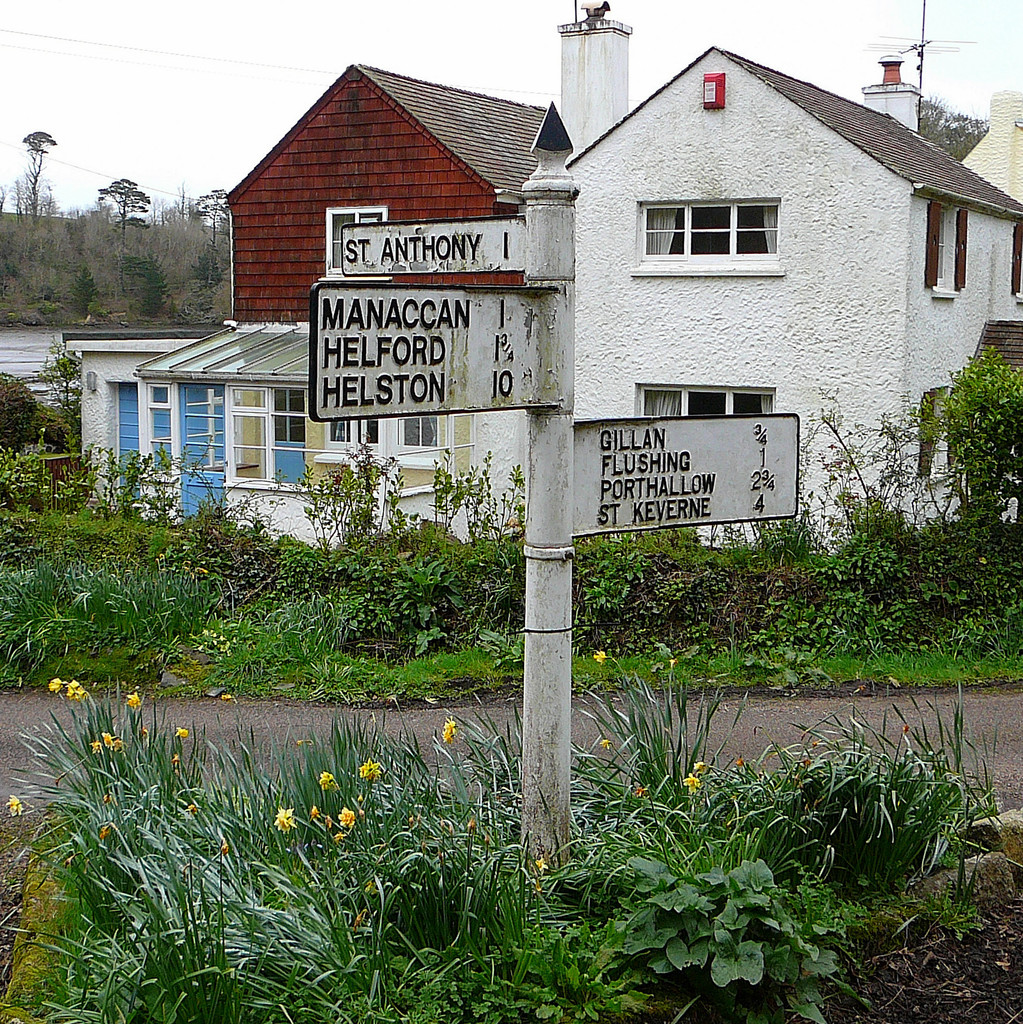 ST ANTHONY 1
MANACCAN 1
HELFORD 1¾
HELSTON 10
GILLAN ¾
FLUSHING 1
PORTHALLOW 2¾
ST KEVERNE 4